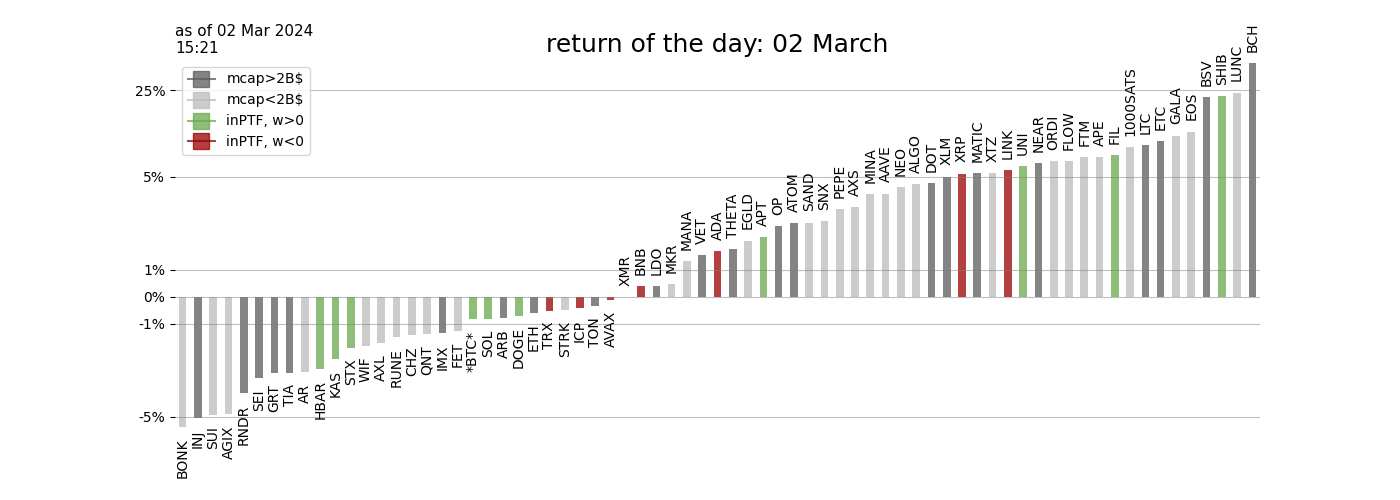 as of 02 Mar 2024
15:21
return of the day: 02 March
mcap>2B$
mcap<2B$
inPTF, w>0
inPTF, w<0
25%
5%
1%
0%
-1%
-5%
BONK
INJ
SUI
AGIX
RNDR
SEI
GRT
TIA
AR
HBAR
KAS
STX
WIF
AXL
RUNE
CHZ
QNT
IMX
FET
*BTC*
SOL
ARB
DOGE
ETH
TRX
STRK
ICP
TON
AVAX
XMR
BNB
LDO
MKR
MANA
VET
ADA
THETA
EGLD
APT
OP
ATOM
SAND
SNX
PEPE
AXS
MINA
AAVE
NEO
ALGO
DOT
XLM
XRP
MATIC
XTZ
LINK
UNI
NEAR
ORDI
FLOW
FTM
APE
FIL
1000SATS
LTC
ETC
GALA
EOS
BSV
SHIB
LUNC
BCH